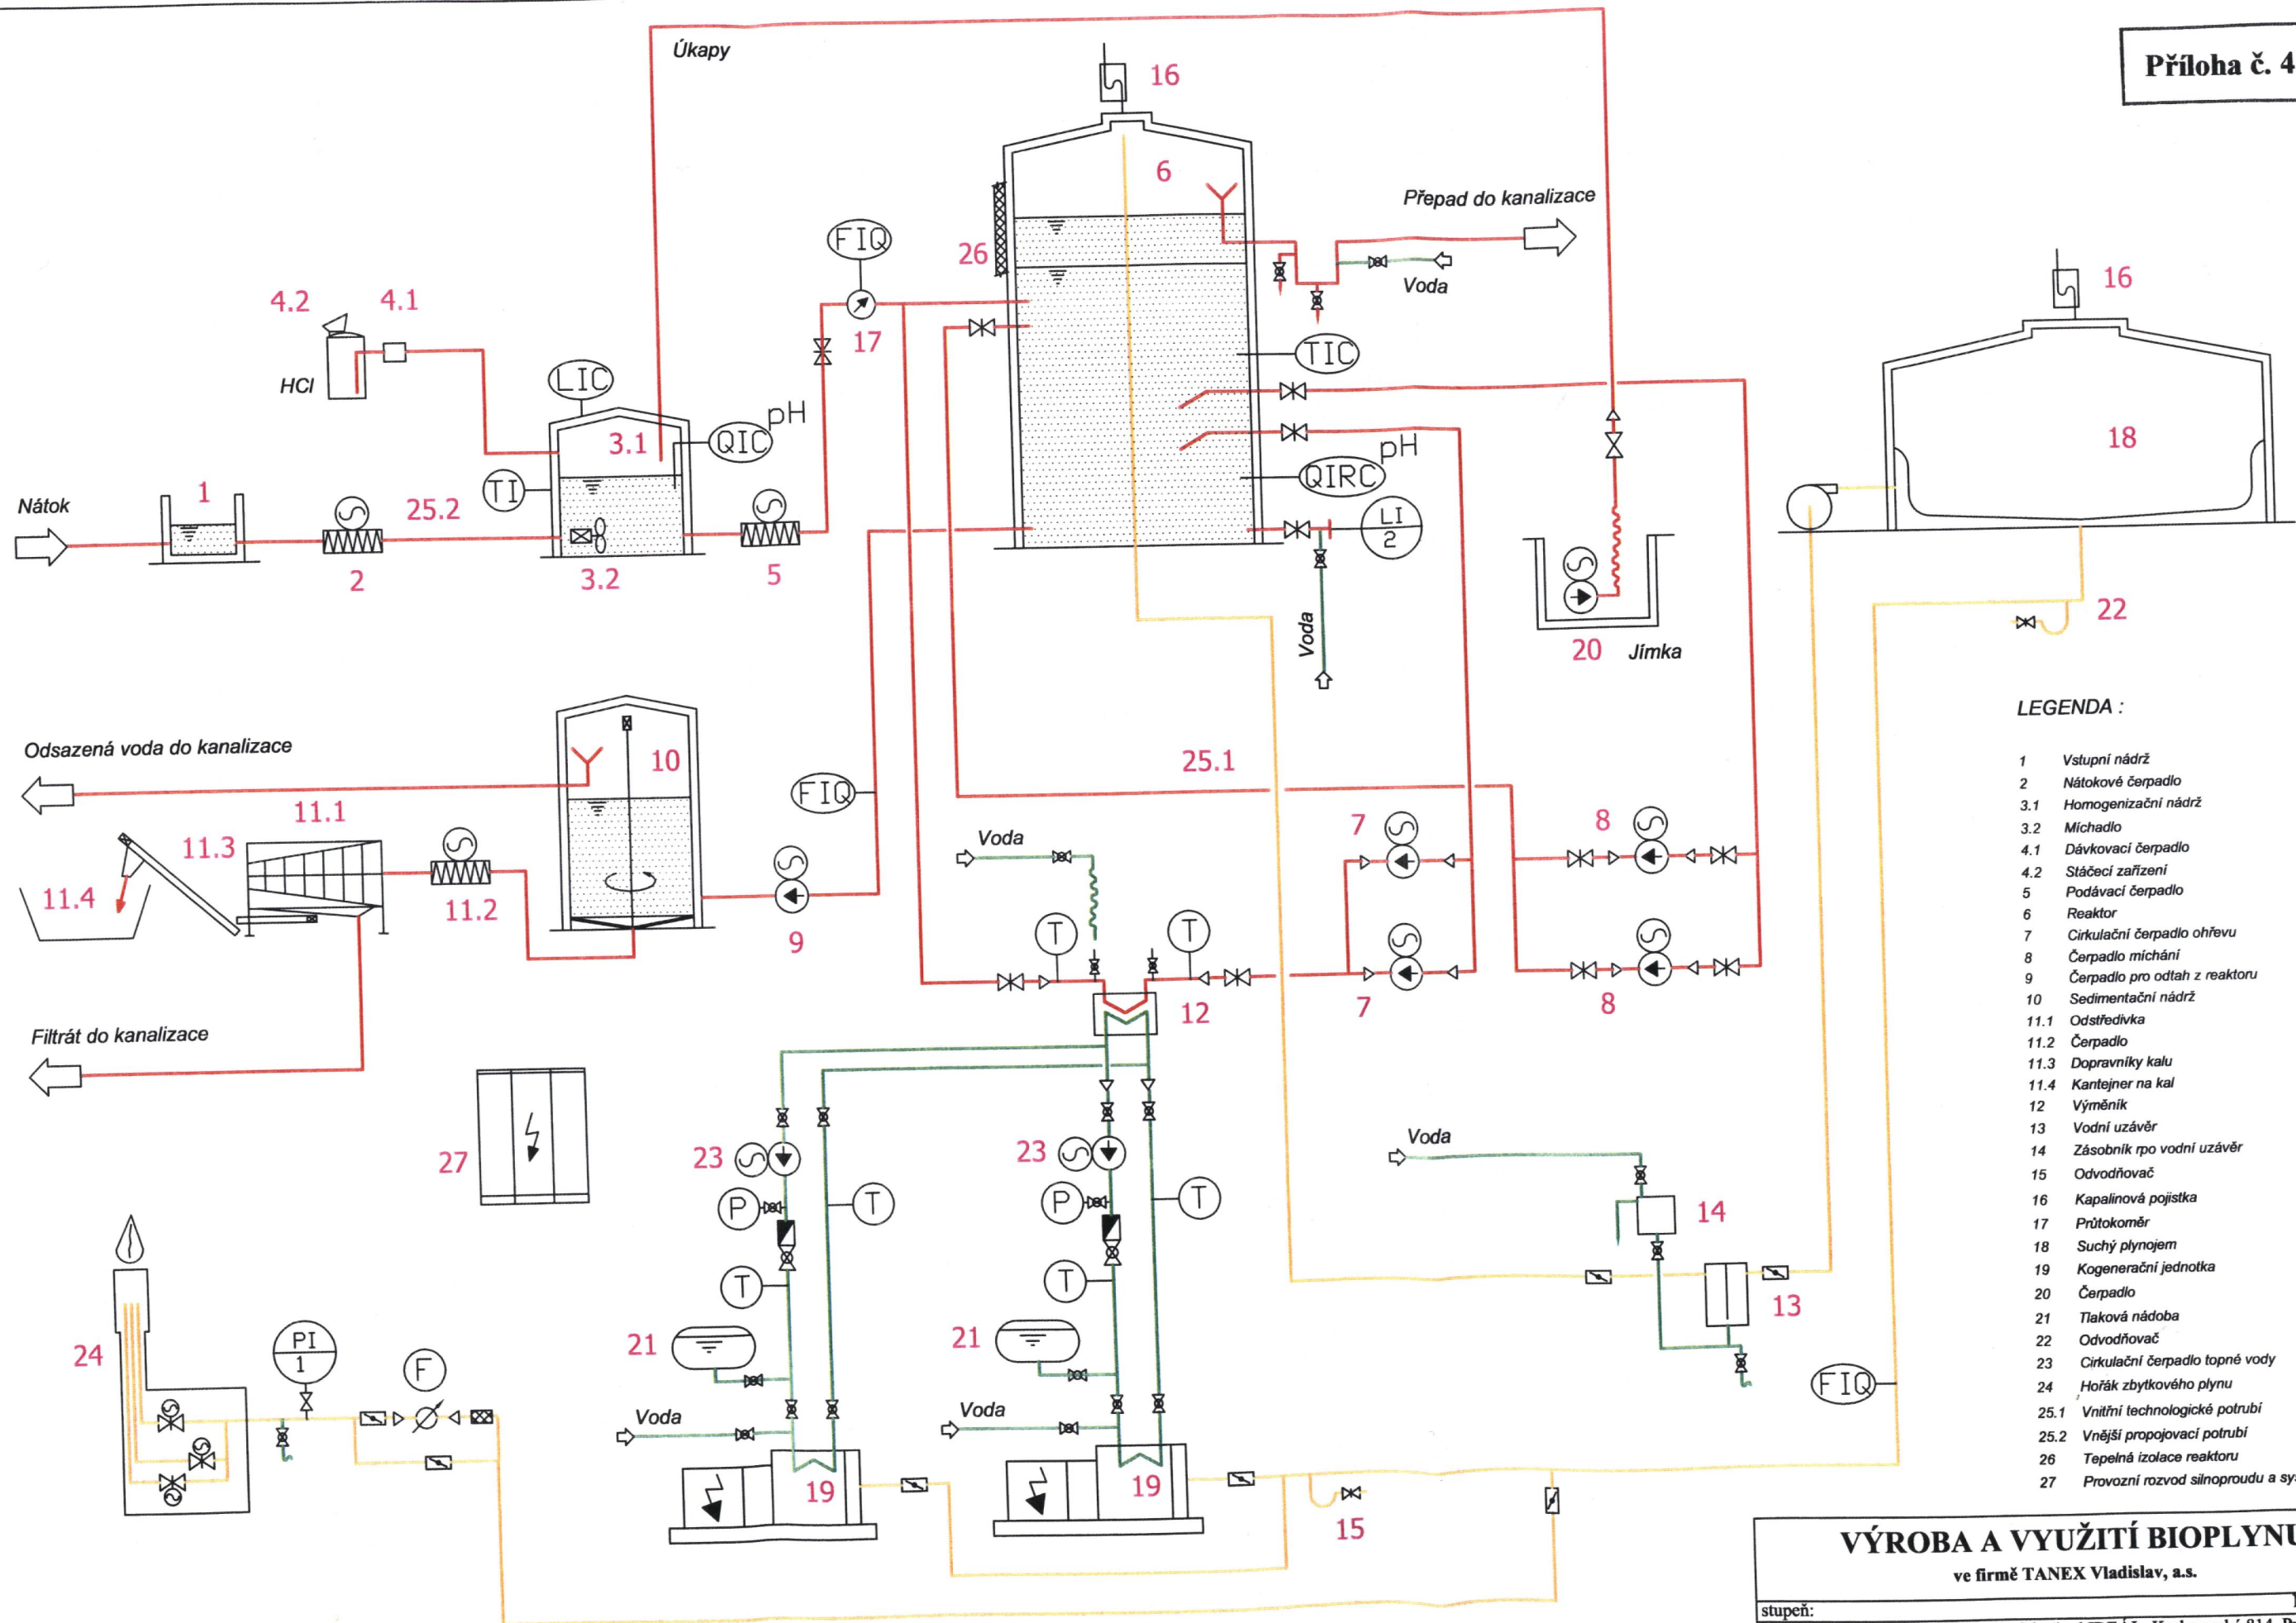 Příloha č. 4
Úkapy
16
6
Přepad do kanalizace
Voda
26
FIQ
17
4.2
4.1
HCl
LIC
3.1
QIC
pH
TI
25.2
Nátok
1
2
3.2
5
TIC
QIRC
pH
LI
2
Voda
16
18
20
Jímka
22
Odsazená voda do kanalizace
10
FIQ
25.1
11.1
11.3
11.4
11.2
9
Voda
7
8
T
T
7
8
12
Filtrát do kanalizace
27
23
P
T
T
23
P
T
T
Voda
14
13
21
21
24
PI
1
F
Voda
Voda
FIQ
19
19
15
LEGENDA :
1 Vstupní nádrž
2 Nátokové čerpadlo
3.1 Homogenizační nádrž
3.2 Míchadlo
4.1 Dávkovací čerpadlo
4.2 Stáčecí zařízení
5 Podávací čerpadlo
6 Reaktor
7 Cirkulační čerpadlo ohřevu
8 Čerpadlo míchání
9 Čerpadlo pro odtah z reaktoru
10 Sedimentační nádrž
11.1 Odstředivka
11.2 Čerpadlo
11.3 Dopravníky kalu
11.4 Kantejner na kal
12 Výměník
13 Vodní uzávěr
14 Zásobník rpo vodní uzávěr
15 Odvodňovač
16 Kapalinová pojistka
17 Průtokoměr
18 Suchý plynojem
19 Kogenerační jednotka
20 Čerpadlo
21 Tlaková nádoba
22 Odvodňovač
23 Cirkulační čerpadlo topné vody
24 Hořák zbytkového plynu
25.1 Vnitřní technologické potrubí
25.2 Vnější propojovací potrubí
26 Tepelná izolace reaktoru
27 Provozní rozvod silnoproudu a sy
VÝROBA A VYUŽITÍ BIOPLYNU
ve firmě TANEX Vladislav, a.s.
stupeň: